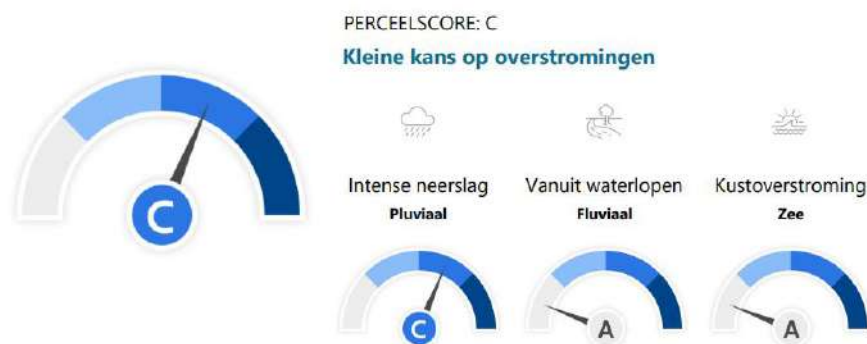 PERCEELSCORE: C
Kleine kans op overstromingen
C
Intense neerslag
Pluviaal
Vanuit waterlopen
Fluviaal
Kustoverstroming
Zee
C
A
A